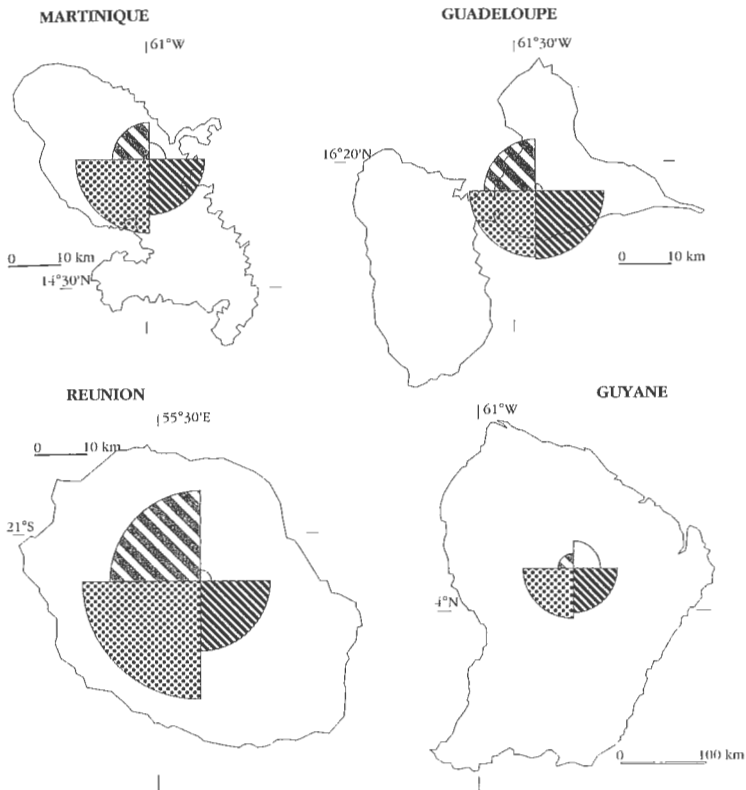 MARTINIQUE
61°W
0 10 km
14°30'N
GUADELOUPE
61°30'W
16°20'N
0 10 km
REUNION
55°30'E
0 10 km
21°S
GUYANE
61°W
4°N
0 100 km